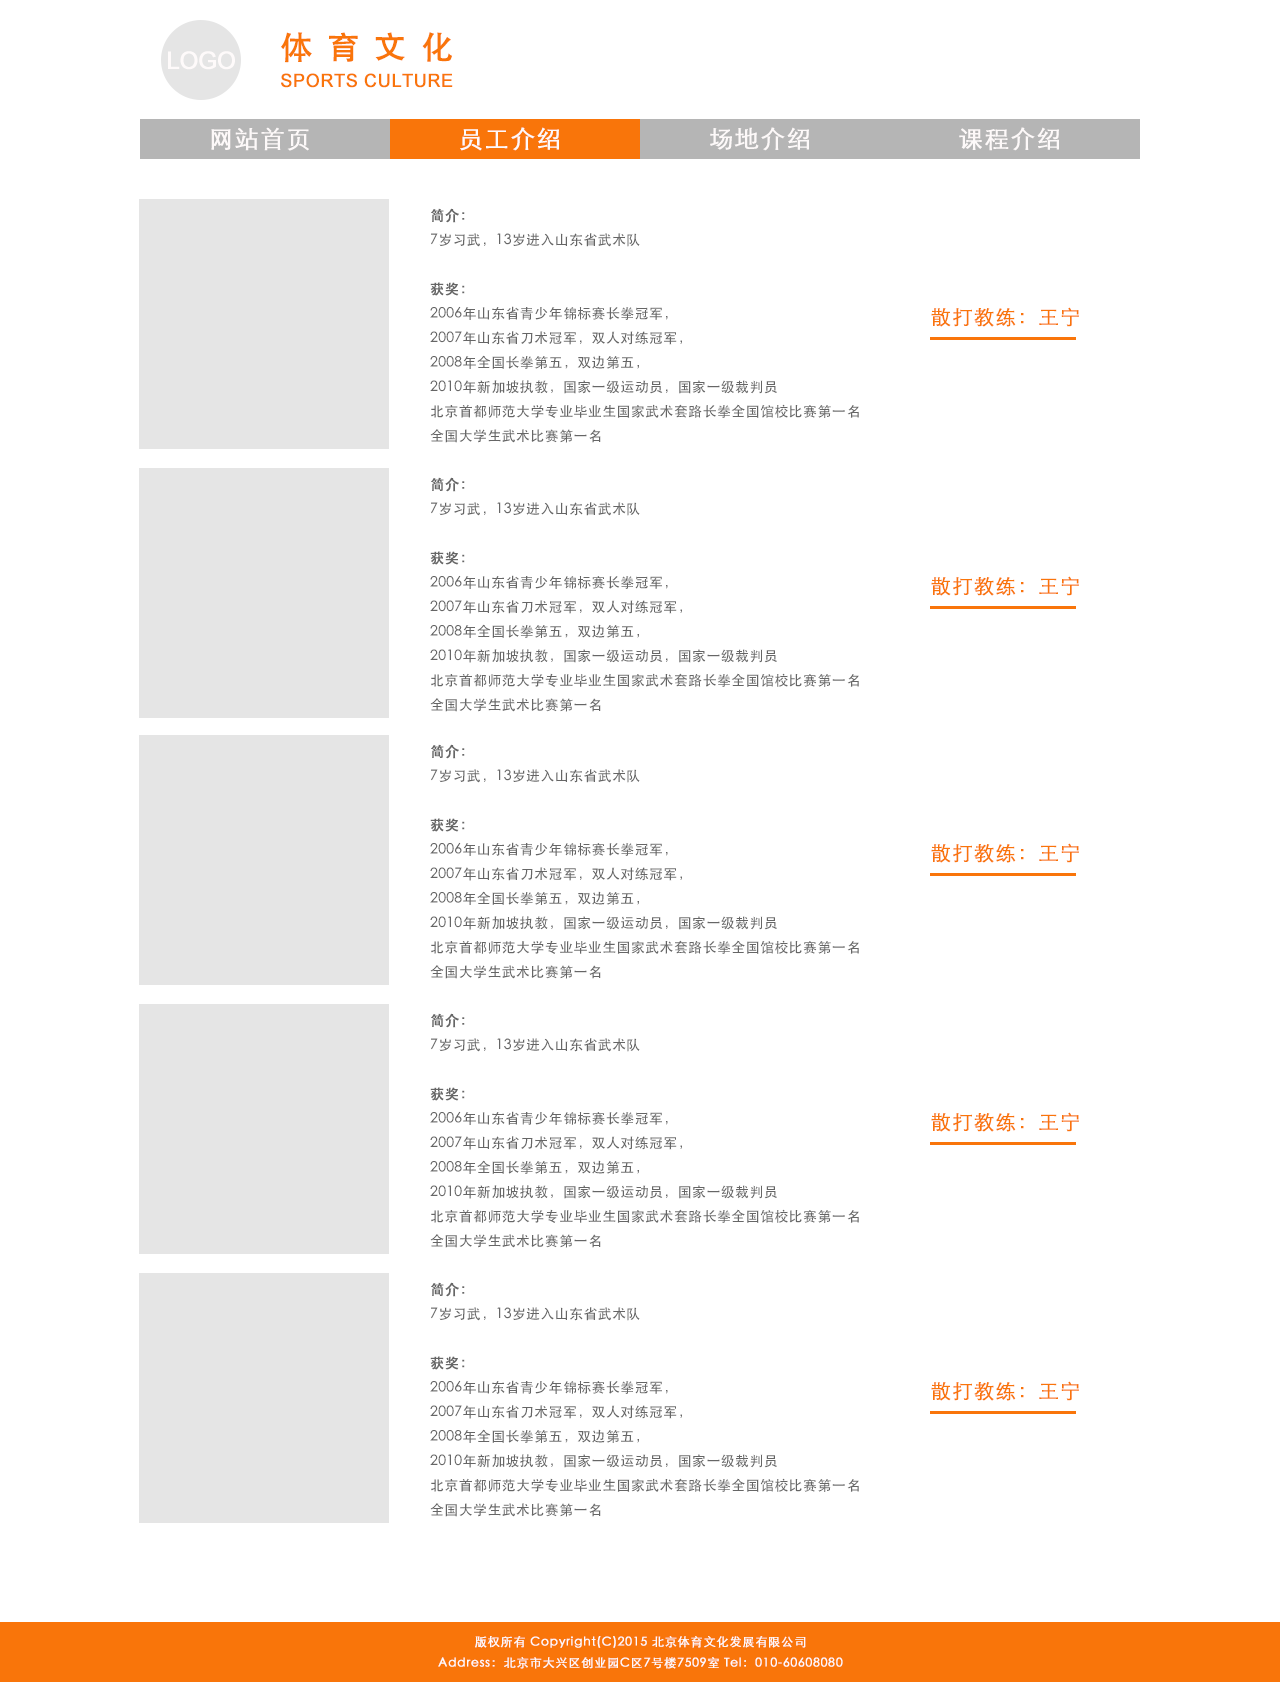 LOGO
体育文化
SPORTS CULTURE
网站首页 员工介绍 场地介绍 课程介绍
简介：
7岁习武，13岁进入山东省武术队
获奖：
2006年山东省青少年锦标赛长拳冠军，
2007年山东省刀术冠军，双人对练冠军，
2008年全国长拳第五，双边第五，
2010年新加坡执教，国家一级运动员，国家一级裁判员
北京首都师范大学专业毕业生国家武术套路长拳全国馆校比赛第一名
全国大学生武术比赛第一名
散打教练：王宁
简介：
7岁习武，13岁进入山东省武术队
获奖：
2006年山东省青少年锦标赛长拳冠军，
2007年山东省刀术冠军，双人对练冠军，
2008年全国长拳第五，双边第五，
2010年新加坡执教，国家一级运动员，国家一级裁判员
北京首都师范大学专业毕业生国家武术套路长拳全国馆校比赛第一名
全国大学生武术比赛第一名
散打教练：王宁
简介：
7岁习武，13岁进入山东省武术队
获奖：
2006年山东省青少年锦标赛长拳冠军，
2007年山东省刀术冠军，双人对练冠军，
2008年全国长拳第五，双边第五，
2010年新加坡执教，国家一级运动员，国家一级裁判员
北京首都师范大学专业毕业生国家武术套路长拳全国馆校比赛第一名
全国大学生武术比赛第一名
散打教练：王宁
简介：
7岁习武，13岁进入山东省武术队
获奖：
2006年山东省青少年锦标赛长拳冠军，
2007年山东省刀术冠军，双人对练冠军，
2008年全国长拳第五，双边第五，
2010年新加坡执教，国家一级运动员，国家一级裁判员
北京首都师范大学专业毕业生国家武术套路长拳全国馆校比赛第一名
全国大学生武术比赛第一名
散打教练：王宁
简介：
7岁习武，13岁进入山东省武术队
获奖：
2006年山东省青少年锦标赛长拳冠军，
2007年山东省刀术冠军，双人对练冠军，
2008年全国长拳第五，双边第五，
2010年新加坡执教，国家一级运动员，国家一级裁判员
北京首都师范大学专业毕业生国家武术套路长拳全国馆校比赛第一名
全国大学生武术比赛第一名
散打教练：王宁
版权所有 Copyright(C)2015 北京体育文化发展有限公司
Address：北京市大兴区创业园C区7号楼7509室 Tel：010-60608080